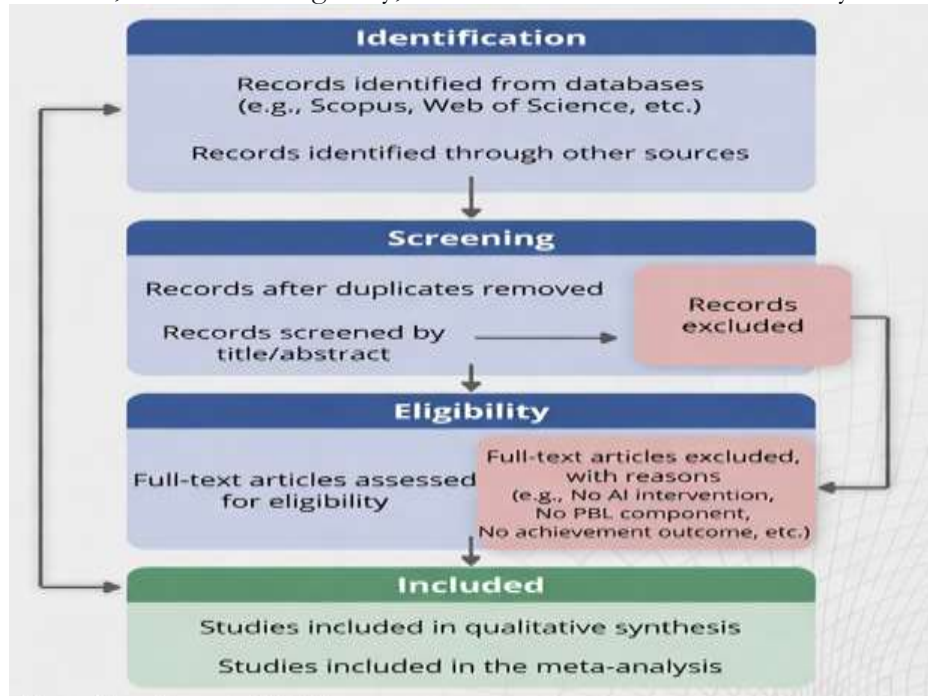 Identification
Records identified from databases
(e.g., Scopus, Web of Science, etc.)
Records identified through other sources
Screening
Records after duplicates removed
Records screened by
title/abstract
Records
excluded
Eligibility
Full-text articles assessed
for eligibility
Full-text articles excluded,
with reasons
(e.g., No AI intervention,
No PBL component,
No achievement outcome, etc.)
Included
Studies included in qualitative synthesis
Studies included in the meta-analysis